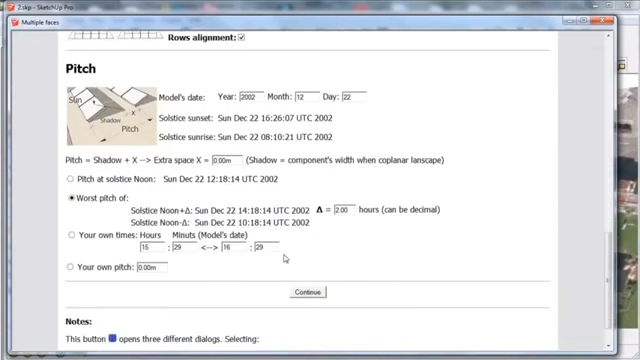 2.skp - SketchUp Pro
Multiple faces
Rows alignment:
Pitch
Sun
Shadow
X
Pitch
Model's date: Year: 2002 Month: 12 Day: 22
Solstice sunset: Sun Dec 22 16:26:07 UTC 2002
Solstice sunrise: Sun Dec 22 08:10:21 UTC 2002
Pitch = Shadow + X --> Extra space X = 0.00m (Shadow = component's width when coplanar lanscape)
Pitch at solstice Noon: Sun Dec 22 12:18:14 UTC 2002
Worst pitch of:
Solstice Noon+Δ: Sun Dec 22 14:18:14 UTC 2002 Δ = 2.00 hours (can be decimal)
Solstice Noon-Δ: Sun Dec 22 10:18:14 UTC 2002
Your own times: Hours Minuts (Model's date)
15 : 29 <--> 16 : 29
Your own pitch: 0.00m
Continue
Notes:
This button opens three different dialogs. Selecting: